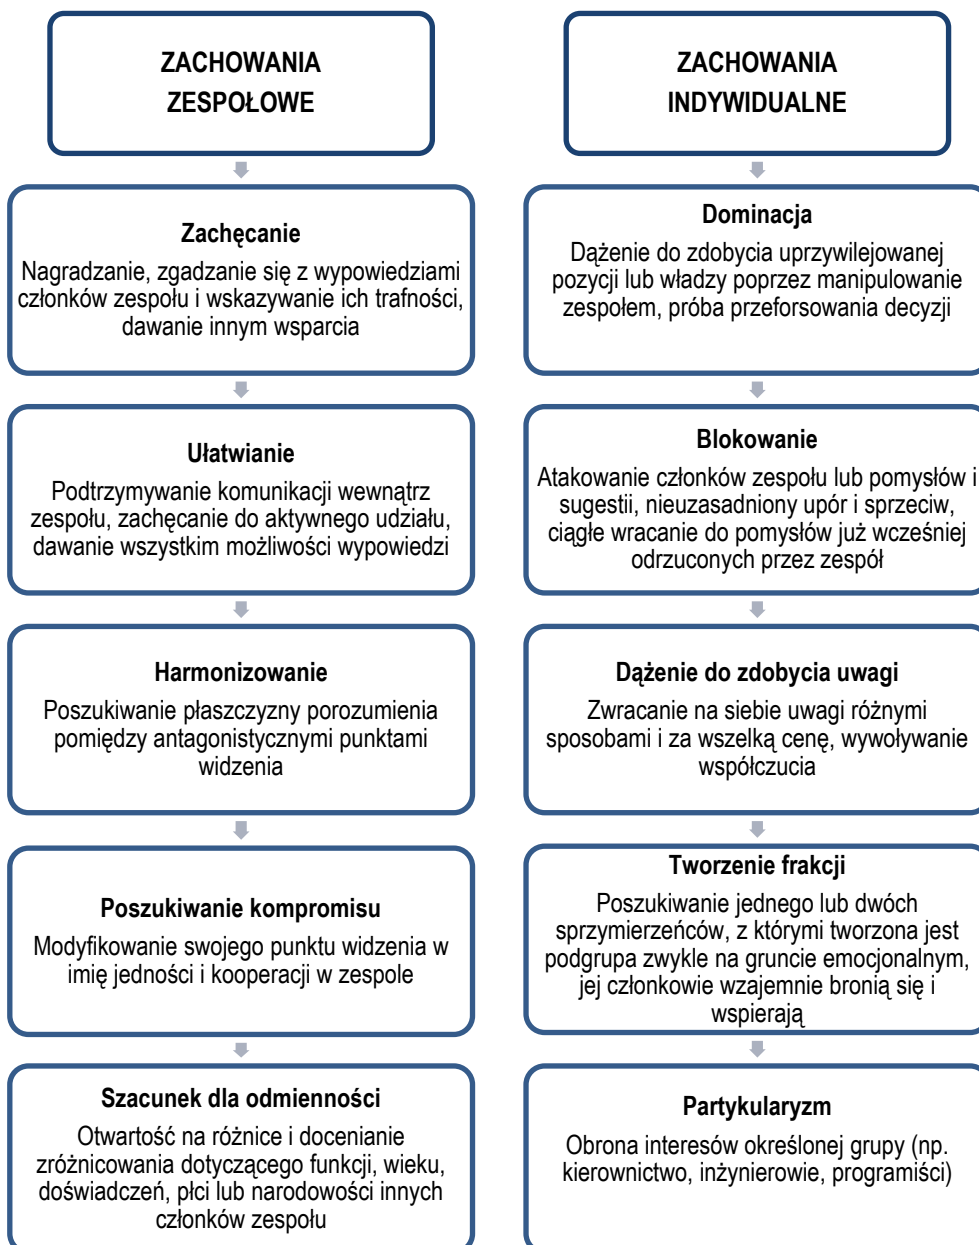 ZACHOWANIA
ZESPOŁOWE
Zachęcanie
Nagradzanie, zgadzanie się z wypowiedziami
członków zespołu i wskazywanie ich trafności,
dawanie innym wsparcia
Ułatwianie
Podtrzymywanie komunikacji wewnątrz
zespołu, zachęcanie do aktywnego udziału,
dawanie wszystkim możliwości wypowiedzi
Harmonizowanie
Poszukiwanie płaszczyzny porozumienia
pomiędzy antagonistycznymi punktami
widzenia
Poszukiwanie kompromisu
Modyfikowanie swojego punktu widzenia w
imię jedności i kooperacji w zespole
Szacunek dla odmienności
Otwartość na różnice i docenianie
zróżnicowania dotyczącego funkcji, wieku,
doświadczeń, płci lub narodowości innych
członków zespołu
ZACHOWANIA
INDYWIDUALNE
Dominacja
Dążenie do zdobycia uprzywilejowanej
pozycji lub władzy poprzez manipulowanie
zespołem, próba przeforsowania decyzji
Blokowanie
Atakowanie członków zespołu lub pomysłów i
sugestii, nieuzasadniony upór i sprzeciw,
ciągłe wracanie do pomysłów już wcześniej
odrzuconych przez zespół
Dążenie do zdobycia uwagi
Zwracanie na siebie uwagi różnymi
sposobami i za wszelką cenę, wywoływanie
współczucia
Tworzenie frakcji
Poszukiwanie jednego lub dwóch
sprzymierzeńców, z którymi tworzona jest
podgrupa zwykle na gruncie emocjonalnym,
jej członkowie wzajemnie bronią się i
wspierają
Partykularyzm
Obrona interesów określonej grupy (np.
kierownictwo, inżynierowie, programiści)